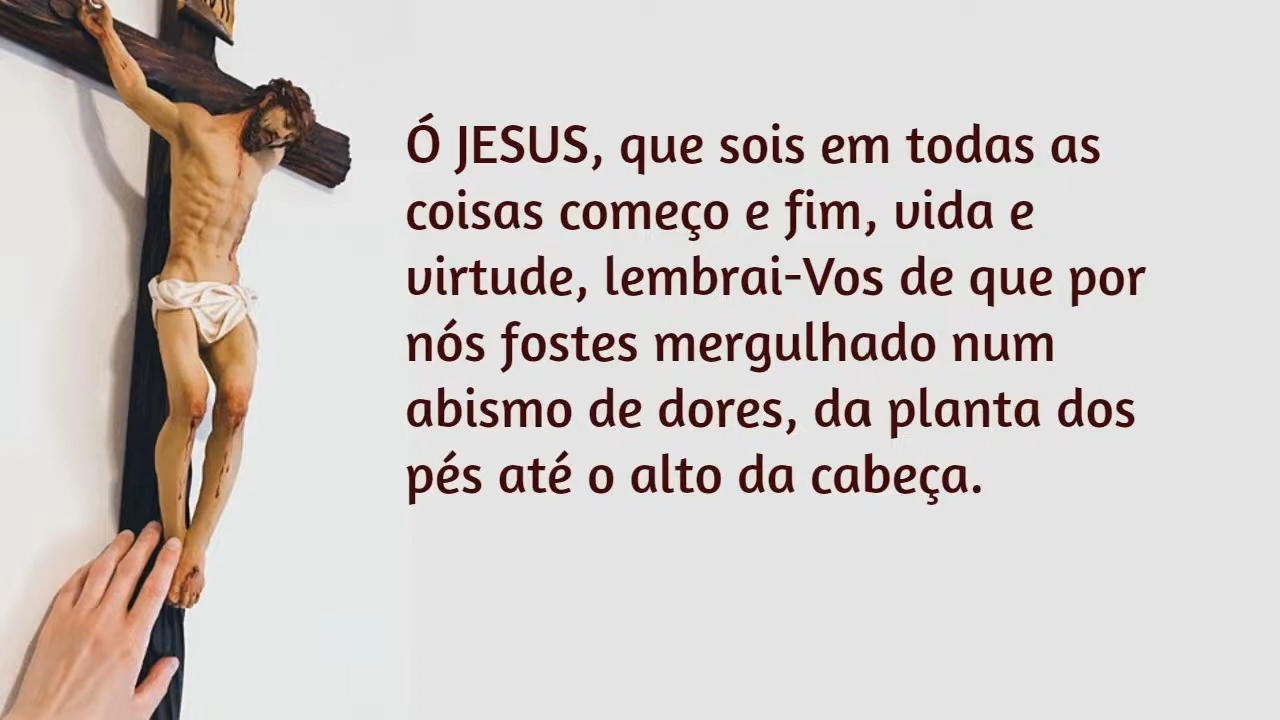 Ó JESUS, que sois em todas as
coisas começo e fim, vida e
virtude, lembrai-Vos de que por
nós fostes mergulhado num
abismo de dores, da planta dos
pés até o alto da cabeça.